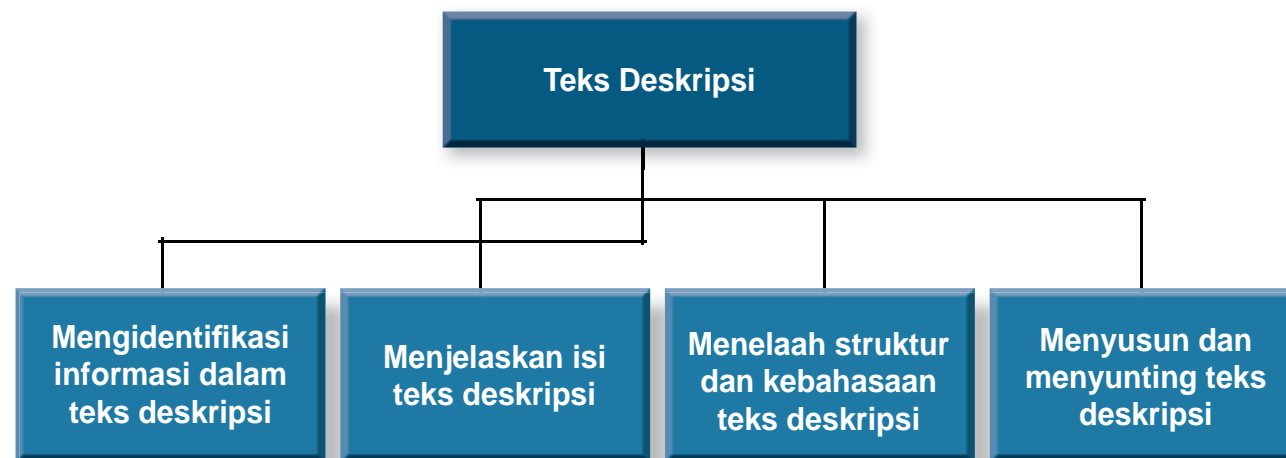 Teks Deskripsi
Mengidentifikasi
informasi dalam
teks deskripsi
Menjelaskan isi
teks deskripsi
Menelaah struktur
dan kebahasaan
teks deskripsi
Menyusun dan
menyunting teks
deskripsi